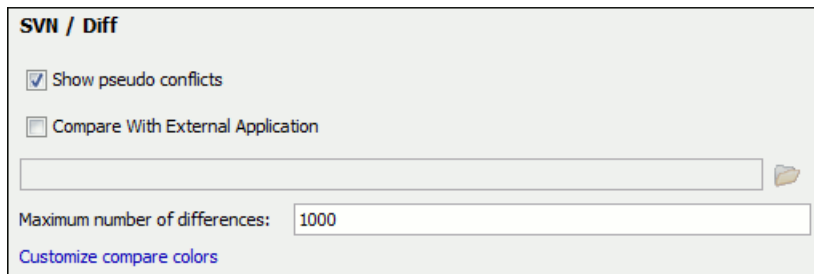 SVN / Diff
Show pseudo conflicts
Compare With External Application
Maximum number of differences: 1000
Customize compare colors